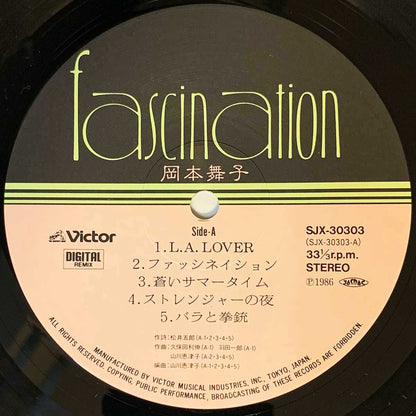 fascination
岡本舞子
Side-A
Victor
DIGITAL
REMIX
SJX-30303
(SJX-30303-A)
33⅓r.p.m.
STEREO
Ⓟ1986 JASRAC
1.L.A. LOVER
2.ファッシネイション
3.蒼いサマータイム
4.ストレンジャーの夜
5.バラと拳銃
作詩:松井五郎(A-1・2・3・4・5)
作曲:久保田利伸(A-1) 羽田一郎(A-1)
山川恵津子(A-2・3・4・5)
編曲:山川恵津子(A-1・2・3・4・5)
MANUFACTURED BY VICTOR MUSICAL INDUSTRIES, INC., TOKYO, JAPAN.
COPYING, PUBLIC PERFORMANCE, BROADCASTING OF THESE RECORDS ARE FORBIDDEN.